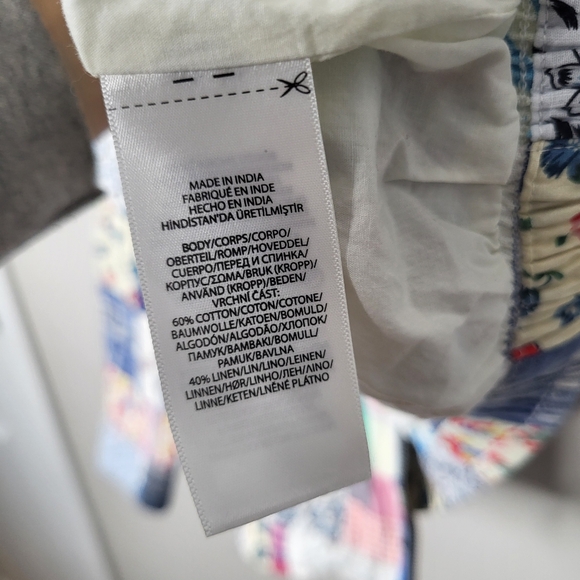 MADE IN INDIA
FABRIQUÉ EN INDE
HECHO EN INDIA
HİNDİSTAN'DA ÜRETİLMİŞTİR
BODY/CORPS/CORPO/
OBERTEIL/ROMP/HOVEDDEL/
CUERPO/ПЕРЕД И СПИНКА/
КОРПУС/ΣΩΜΑ/BRUK (KROPP)/
ANVÄND (KROPP)/BEDEN/
VRCHNÍ ČÁST:
60% COTTON/COTON/COTONE/
BAUMWOLLE/KATOEN/BOMULD/
ALGODÓN/ALGODÃO/ХЛОПОК/
ПАМУК/BAMBAKI/BOMULL/
PAMUK/BAVLNA
40% LINEN/LIN/LINO/LEINEN/
LINNEN/HØR/LINHO/ЛЕН/ΛΙΝΟ/
LINNE/KETEN/LNĚNÉ PLÁTNO